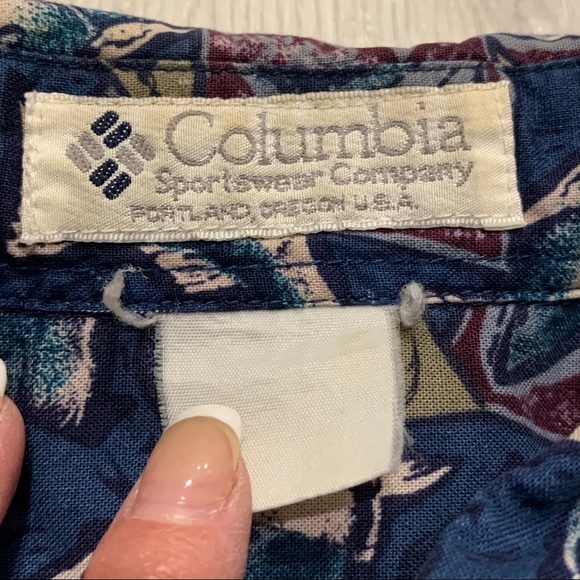 Columbia
Sportswear Company
PORTLAND, OREGON U.S.A.